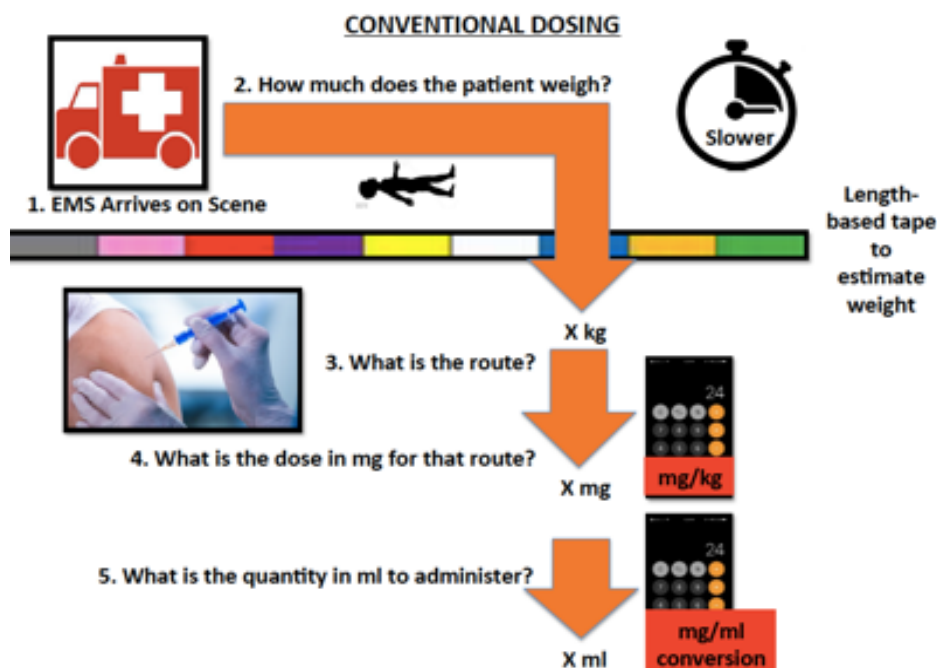 CONVENTIONAL DOSING
2. How much does the patient weigh?
Slower
1. EMS Arrives on Scene
Length-
based tape
to
estimate
weight
X kg
3. What is the route?
24
4. What is the dose in mg for that route?
mg/kg
X mg
24
5. What is the quantity in ml to administer?
mg/ml
conversion
X ml